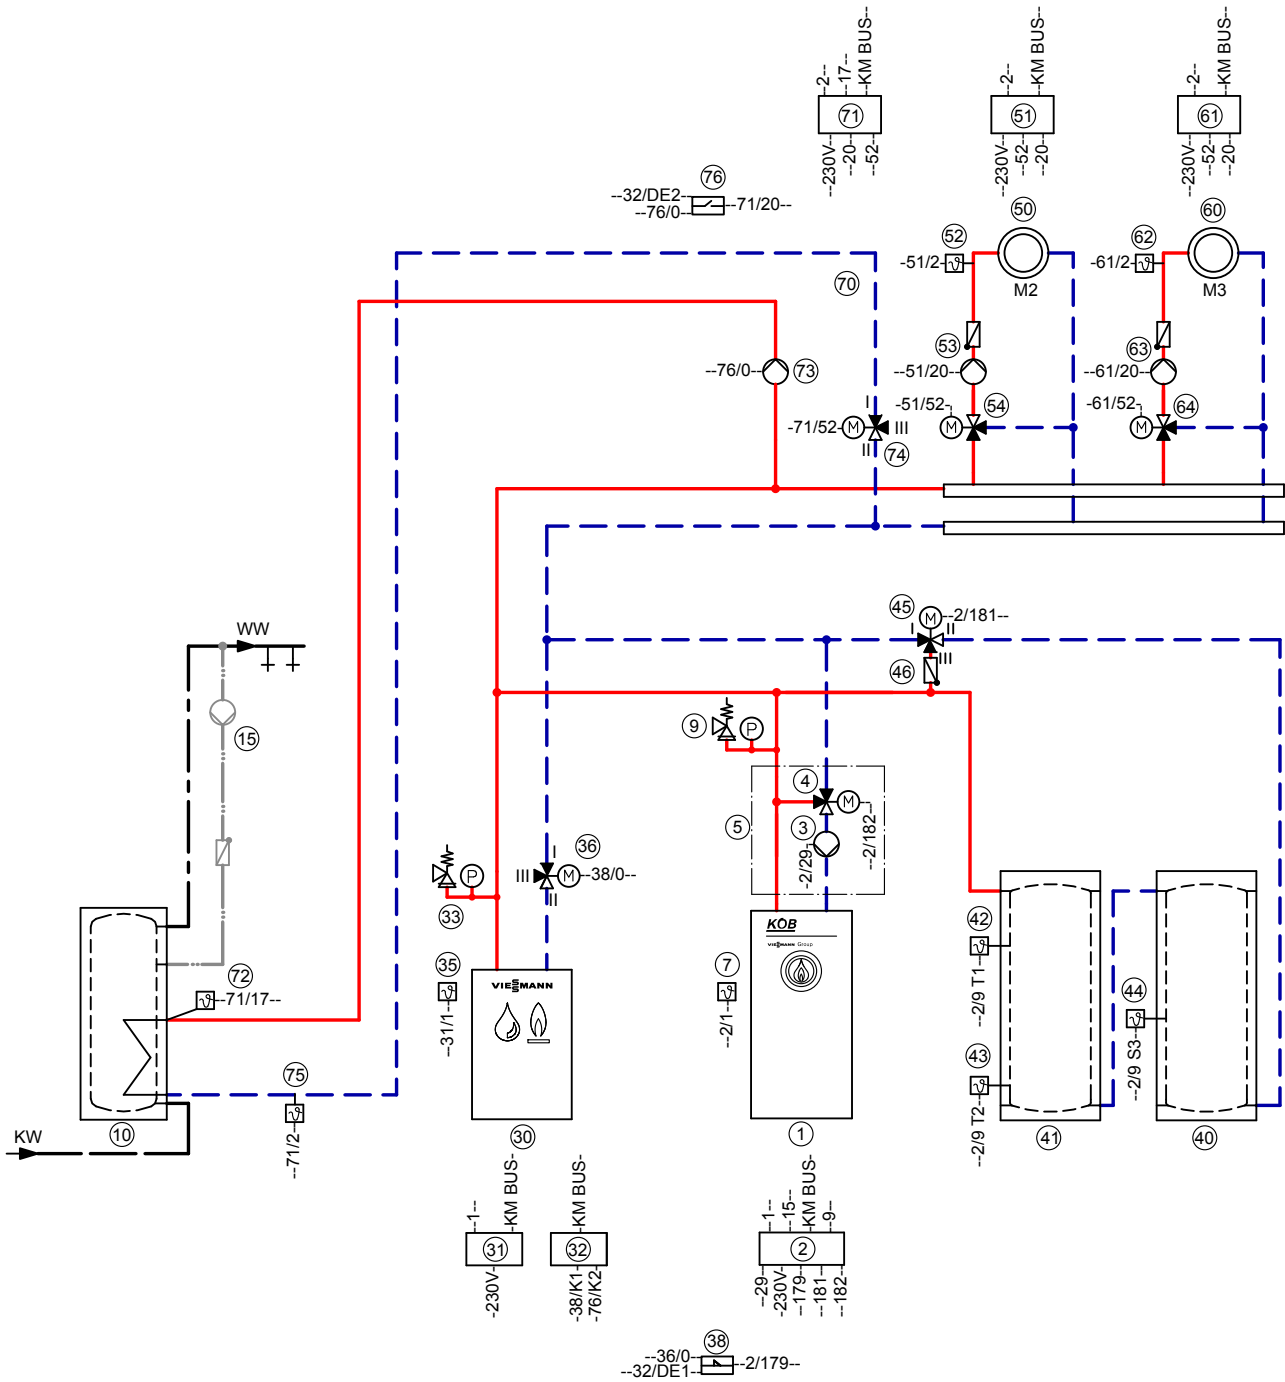 --2--
--17--
--KM BUS--
71
--230V--
--20--
--52--
--2--
--KM BUS--
51
--230V--
--52--
--20--
--2--
--KM BUS--
61
--230V--
--52--
--20--
76
--32/DE2--
--76/0--
--71/20--
52
-51/2-
50
M2
62
-61/2-
60
M3
70
53
--51/20--
63
--61/20--
--76/0--
73
-71/52-
M
I
II
III
74
-51/52-
M
54
-61/52-
M
64
45
M
--2/181--
I
II
III
46
WW
15
9
P
4
M
5
3
-2/29-
--2/182--
36
I
II
III
M
--38/0--
P
33
35
--31/1--
VIESMANN
7
--2/1---
KÖB
VIESMANN Group
42
--2/9 T1--
43
--2/9 T2--
44
--2/9 S3--
72
--71/17--
75
--71/2--
KW
10
30
1
41
40
--1--
--KM BUS-
31
-230V-
-KM BUS-
32
-38/K1-
-76/K2-
--1--
--15--
--KM BUS-
--9--
2
--29--
-230V-
--179--
--181--
--182--
38
--36/0--
--32/DE1--
--2/179--